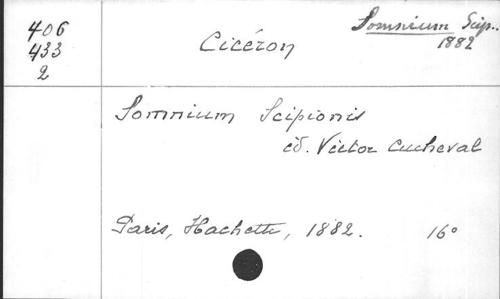 406
433
2
Cicéron
Somnium Scip..
1882
Somnium Scipionis
éd. Victor Cucheval
Paris, Hachette, 1882. 16°